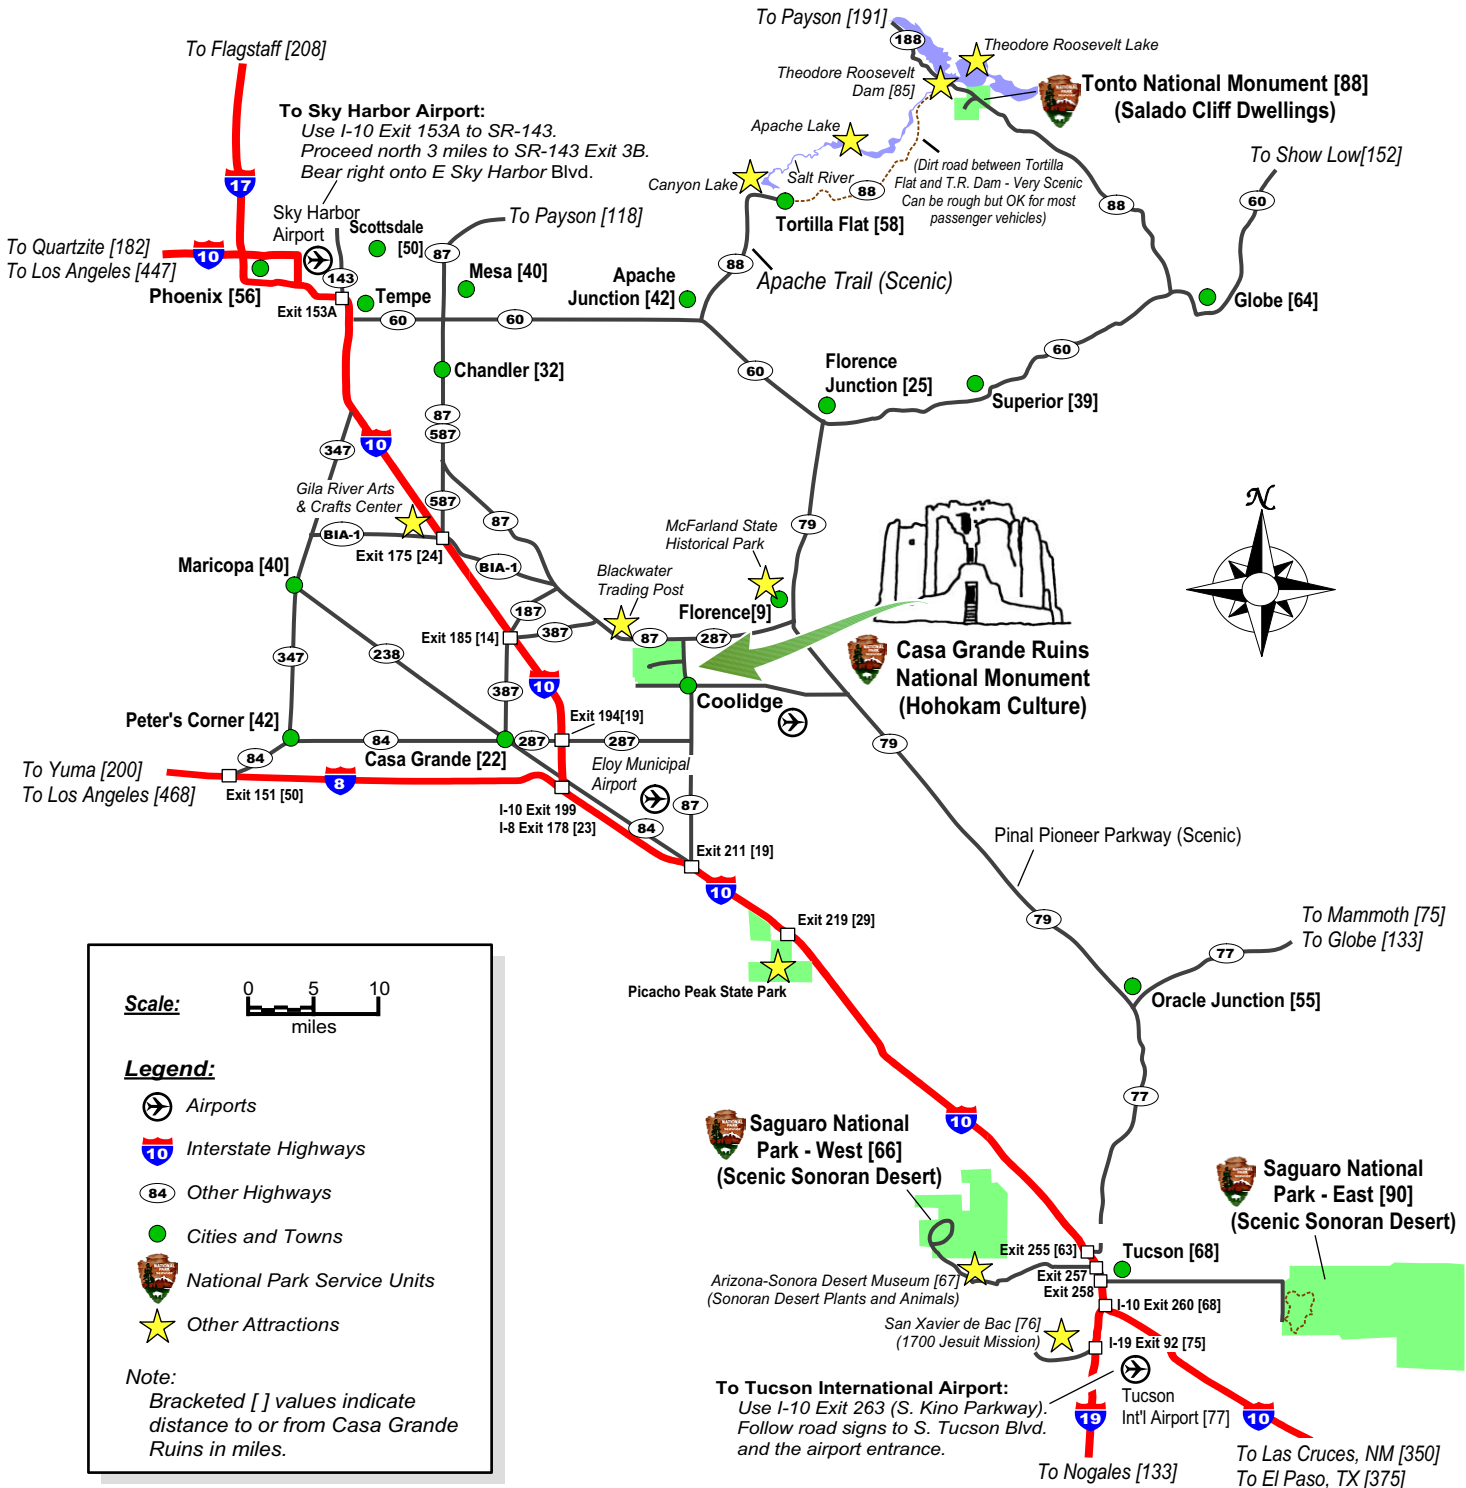 To Payson [191]
188
Theodore Roosevelt Lake
To Flagstaff [208]
Theodore Roosevelt
Dam [85]
Tonto National Monument [88]
(Salado Cliff Dwellings)
To Sky Harbor Airport:
Use I-10 Exit 153A to SR-143.
Proceed north 3 miles to SR-143 Exit 3B.
Bear right onto E Sky Harbor Blvd.
Apache Lake
Salt River
Canyon Lake
88
(Dirt road between Tortilla
Flat and T.R. Dam - Very Scenic
Can be rough but OK for most
passenger vehicles)
To Show Low[152]
17
60
88
Tortilla Flat [58]
Sky Harbor
Airport
Scottsdale
[50]
To Payson [118]
To Quartzite [182]
To Los Angeles [447]
10
87
143
Mesa [40]
88
Apache Trail (Scenic)
Apache
Junction [42]
Phoenix [56]
Exit 153A
Tempe
60
60
Globe [64]
60
60
Chandler [32]
Florence
Junction [25]
Superior [39]
87
587
347
10
Gila River Arts
& Crafts Center
587
87
79
McFarland State
Historical Park
N
BIA-1
Exit 175 [24]
BIA-1
Maricopa [40]
Blackwater
Trading Post
Florence[9]
187
387
Exit 185 [14]
87
287
Casa Grande Ruins
National Monument
(Hohokam Culture)
347
238
387
10
Coolidge
Peter's Corner [42]
Exit 194[19]
84
84
287
287
Casa Grande [22]
79
To Yuma [200]
To Los Angeles [468]
Exit 151 [50]
8
Eloy Municipal
Airport
I-10 Exit 199
I-8 Exit 178 [23]
84
87
Exit 211 [19]
Pinal Pioneer Parkway (Scenic)
10
Exit 219 [29]
79
To Mammoth [75]
To Globe [133]
77
Picacho Peak State Park
Oracle Junction [55]
Scale:
0 5 10
miles
Legend:
Airports
10 Interstate Highways
84 Other Highways
Cities and Towns
NATIONAL PARK SERVICE
National Park Service Units
Other Attractions
Note:
Bracketed [ ] values indicate
distance to or from Casa Grande
Ruins in miles.
77
10
Saguaro National
Park - West [66]
(Scenic Sonoran Desert)
Saguaro National
Park - East [90]
(Scenic Sonoran Desert)
Exit 255 [63]
Tucson [68]
Exit 257
Exit 258
Arizona-Sonora Desert Museum [67]
(Sonoran Desert Plants and Animals)
I-10 Exit 260 [68]
San Xavier de Bac [76]
(1700 Jesuit Mission)
I-19 Exit 92 [75]
To Tucson International Airport:
Use I-10 Exit 263 (S. Kino Parkway).
Follow road signs to S. Tucson Blvd.
and the airport entrance.
Tucson
Int'l Airport [77]
19
10
To Nogales [133]
To Las Cruces, NM [350]
To El Paso, TX [375]